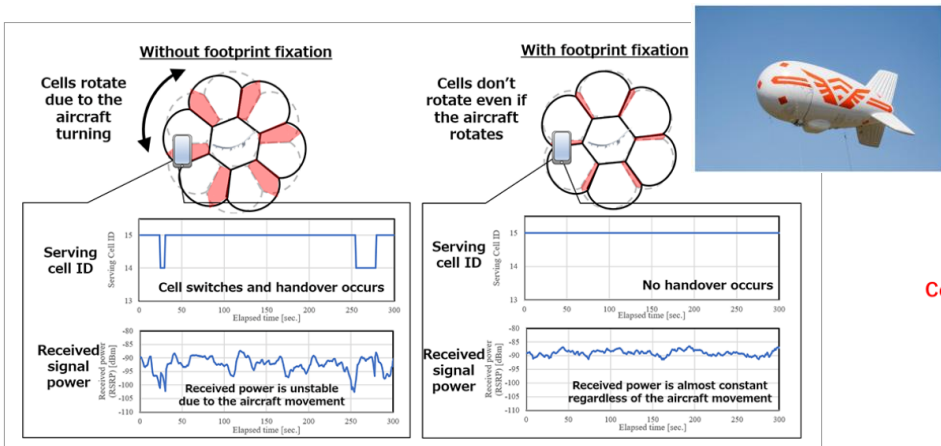 Without footprint fixation
Cells rotate
due to the
aircraft
turning
Serving
cell ID
Serving Cell ID
15
14
13
Cell switches and handover occurs
0 50 100 150 200 250 300
Elapsed time [sec.]
Received
signal
power
Received power
(RSRP) [dBm]
-80
-85
-90
-95
-100
-105
-110
Received power is unstable
due to the aircraft movement
0 50 100 150 200 250 300
Elapsed time [sec.]
With footprint fixation
Cells don't
rotate even if
the aircraft
rotates
Serving
cell ID
Serving Cell ID
15
14
13
No handover occurs
0 50 100 150 200 250 300
Elapsed time [sec.]
Received
signal
power
Received power
(RSRP) [dBm]
-80
-85
-90
-95
-100
-105
-110
Received power is almost constant
regardless of the aircraft movement
0 50 100 150 200 250 300
Elapsed time [sec.]